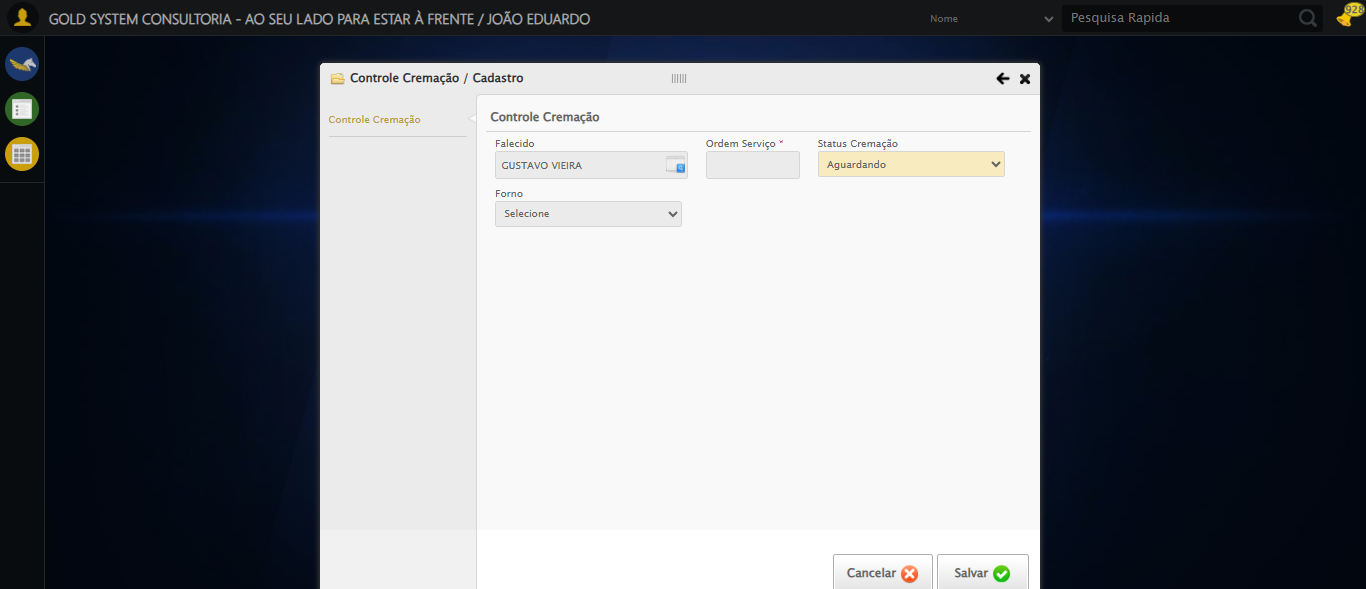 GOLD SYSTEM CONSULTORIA - AO SEU LADO PARA ESTAR À FRENTE / JOÃO EDUARDO
Nome
Pesquisa Rapida
928
Controle Cremação / Cadastro
Controle Cremação
Controle Cremação
Falecido
Ordem Serviço *
Status Cremação
GUSTAVO VIEIRA
Aguardando
Forno
Selecione
Cancelar
Salvar